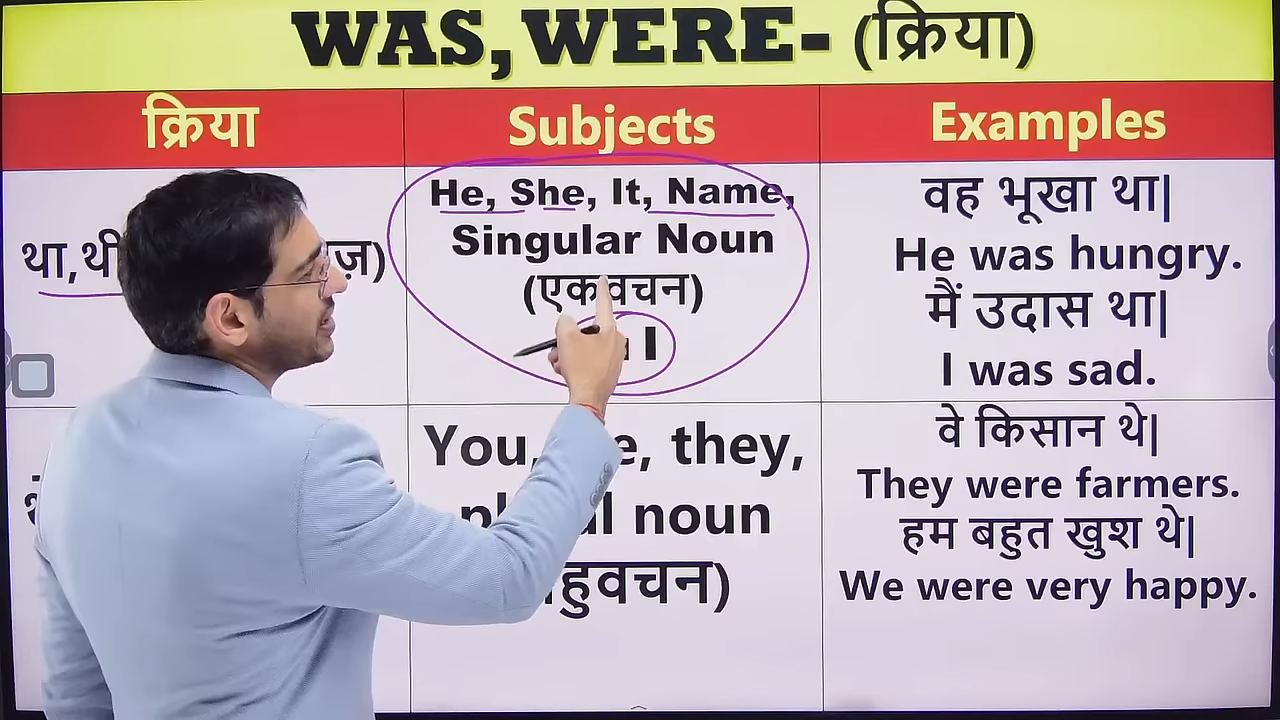 WAS, WERE- (क्रिया)
क्रिया
Subjects
Examples
था,थी
He, She, It, Name,
Singular Noun
(एकवचन)
I
वह भूखा था|
He was hungry.
मैं उदास था|
I was sad.
You, they,
noun
वे किसान थे|
They were farmers.
हम बहुत खुश थे|
We were very happy.